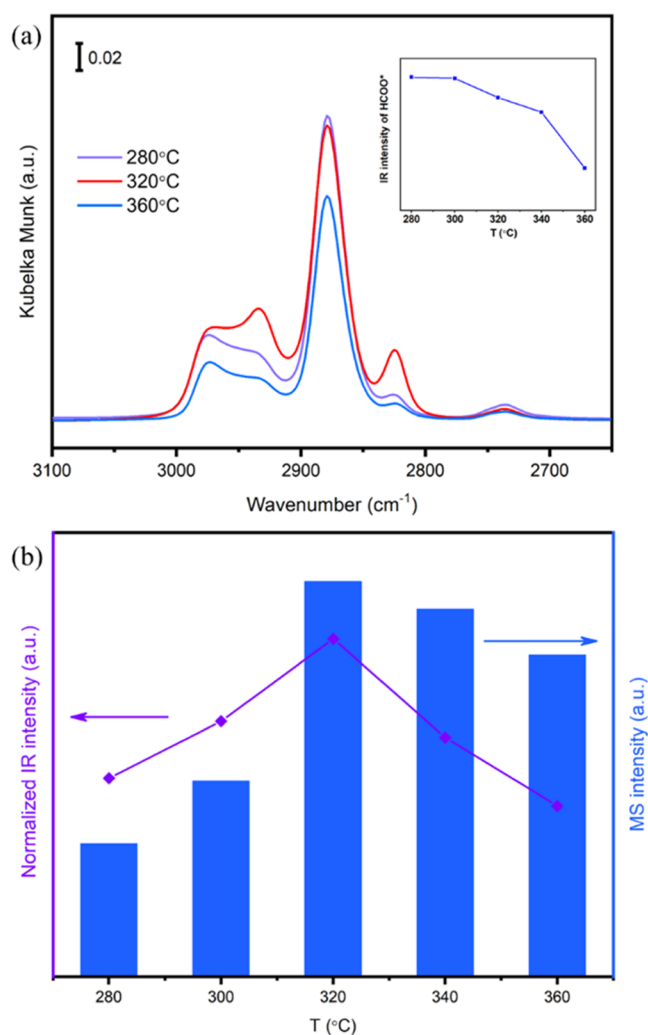 (a)
0.02
280°C
320°C
360°C
Kubelka Munk (a.u.)
3100 3000 2900 2800 2700
Wavenumber (cm⁻¹)
IR intensity of HCOO*
280 300 320 340 360
T (°C)
(b)
Normalized IR intensity (a.u.)
MS intensity (a.u.)
280 300 320 340 360
T (°C)